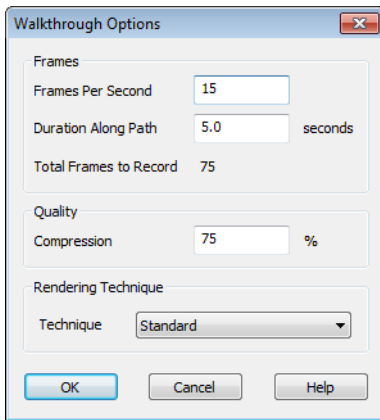 Walkthrough Options
Frames
Frames Per Second 15
Duration Along Path 5.0 seconds
Total Frames to Record 75
Quality
Compression 75 %
Rendering Technique
Technique Standard
OK Cancel Help